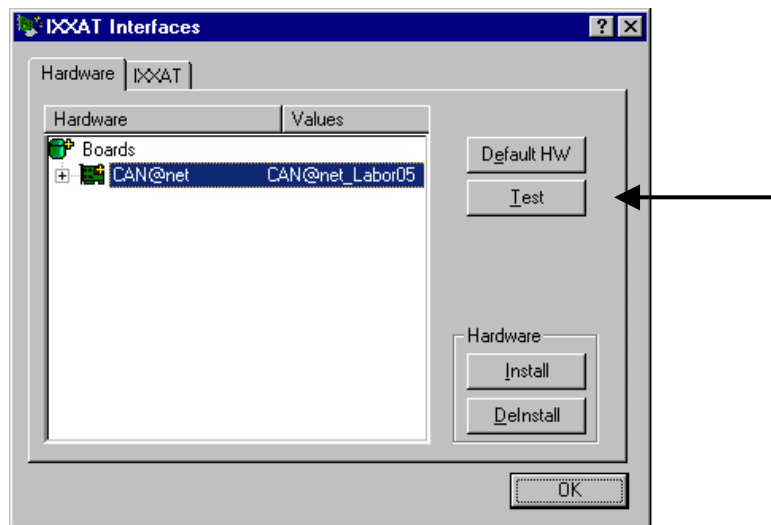 IXXAT Interfaces
Hardware IXXAT
Hardware Values
Boards
CAN@net CAN@net_Labor05
Default HW
Test
Hardware
Install
DeInstall
OK